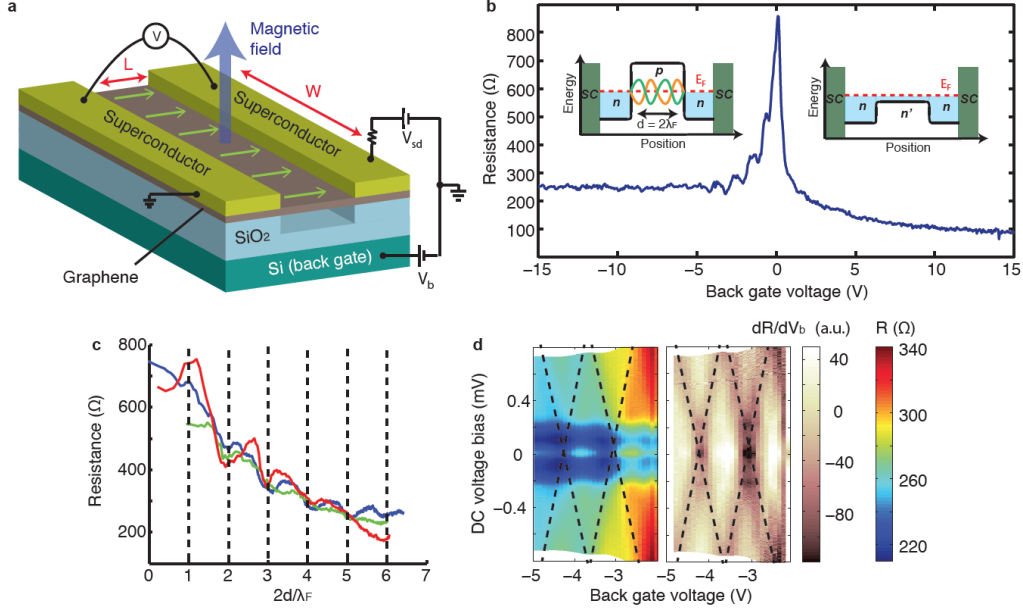 a
V
Magnetic
field
L
W
Superconductor
Superconductor
Vsd
SiO2
Si (back gate)
Graphene
Vb
b
Resistance (Ω)
800
700
600
500
400
300
200
100
−15
−10
−5
0
5
10
15
Back gate voltage (V)
Energy
SC
n
p
EF
n
SC
d = 2λF
Position
Energy
SC
n
n'
EF
n
SC
Position
c
Resistance (Ω)
800
600
400
200
0
1
2
3
4
5
6
7
2d/λF
d
dR/dVb (a.u.)
R (Ω)
DC voltage bias (mV)
0.4
0
−0.4
−5
−4
−3
−5
−4
−3
Back gate voltage (V)
40
0
−40
−80
340
300
260
220